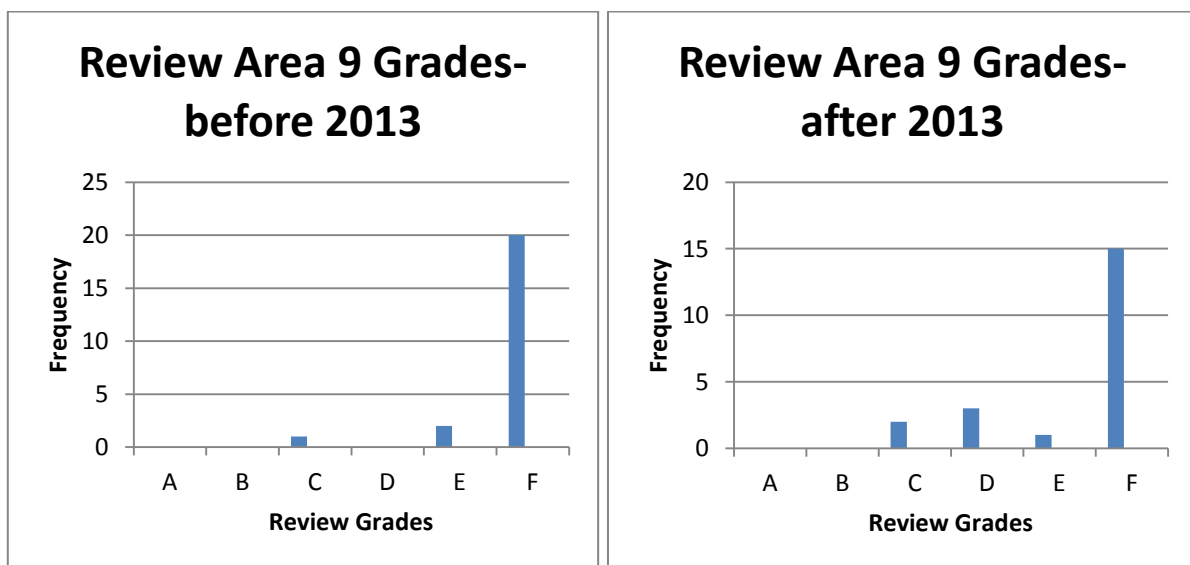 Review Area 9 Grades-
before 2013
25
20
15
10
5
0
Frequency
A B C D E F
Review Grades
Review Area 9 Grades-
after 2013
20
15
10
5
0
Frequency
A B C D E F
Review Grades